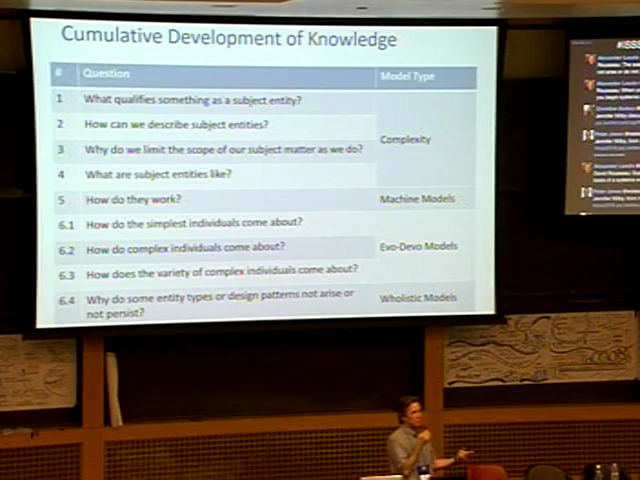 Cumulative Development of Knowledge
# Question Model Type
1 What qualifies something as a subject entity?
2 How can we describe subject entities?
3 Why do we limit the scope of our subject matter as we do?
Complexity
4 What are subject entities like?
5 How do they work? Machine Models
6.1 How do the simplest individuals come about?
6.2 How do complex individuals come about? Evo-Devo Models
6.3 How does the variety of complex individuals come about?
6.4 Why do some entity types or design patterns not arise or
not persist?
Wholistic Models